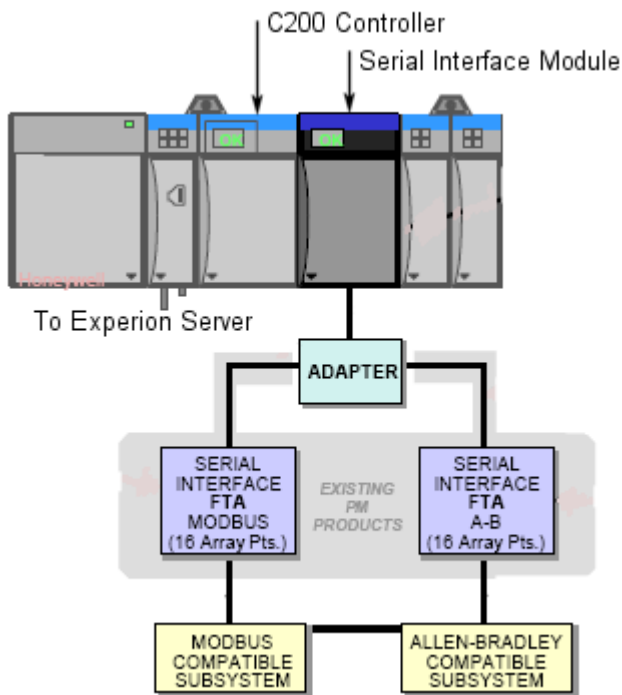 C200 Controller
Serial Interface Module
OK
OK
Honeywell
To Experion Server
ADAPTER
SERIAL
INTERFACE
FTA
MODBUS
(16 Array Pts.)
EXISTING
PM
PRODUCTS
SERIAL
INTERFACE
FTA
A-B
(16 Array Pts.)
MODBUS
COMPATIBLE
SUBSYSTEM
ALLEN-BRADLEY
COMPATIBLE
SUBSYSTEM